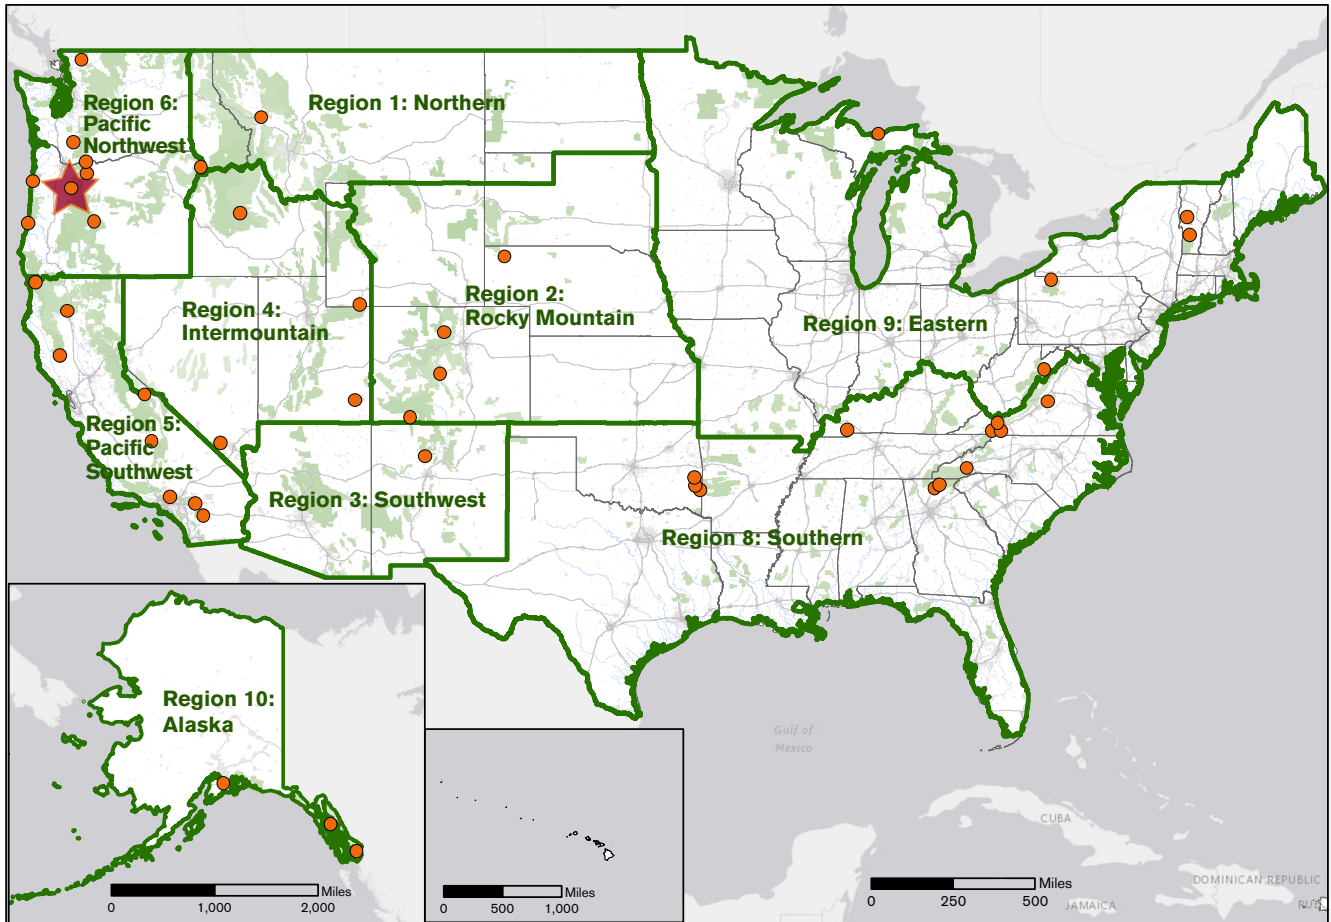 Region 6:
Pacific
Northwest
Region 1: Northern
Region 4:
Intermountain
Region 2:
Rocky Mountain
Region 9: Eastern
Region 5:
Pacific
Southwest
Region 3: Southwest
Region 8: Southern
Region 10:
Alaska
Gulf of
Mexico
CUBA
DOMINICAN REPUBLIC
JAMAICA
Miles
0 1,000 2,000
Miles
0 500 1,000
Miles
0 250 500